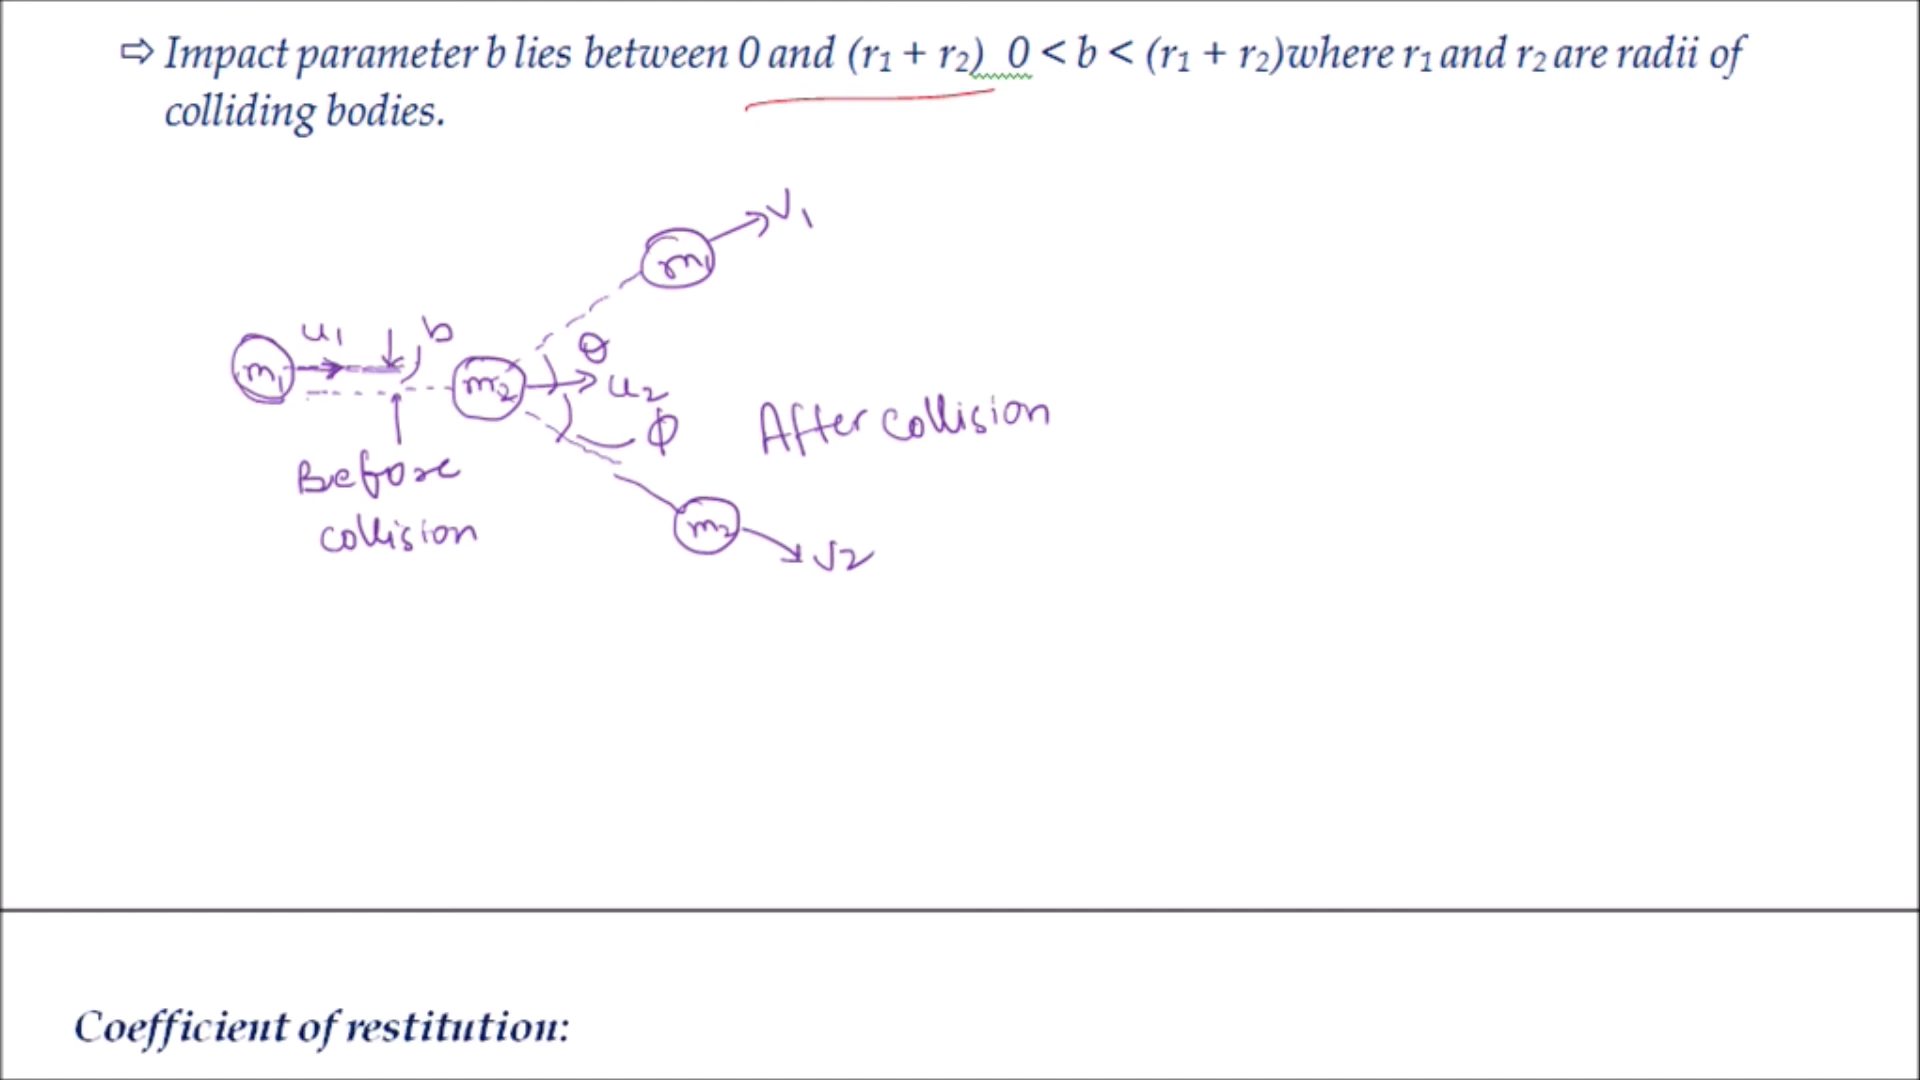 ⇨ Impact parameter b lies between 0 and (r₁ + r₂)  0 < b < (r₁ + r₂)where r₁ and r₂ are radii of
colliding bodies.
V₁
m₁
u₁
b
θ
m₁
m₂
u₂
ϕ
After collision
Before
collision
m₂
V₂
Coefficient of restitution: